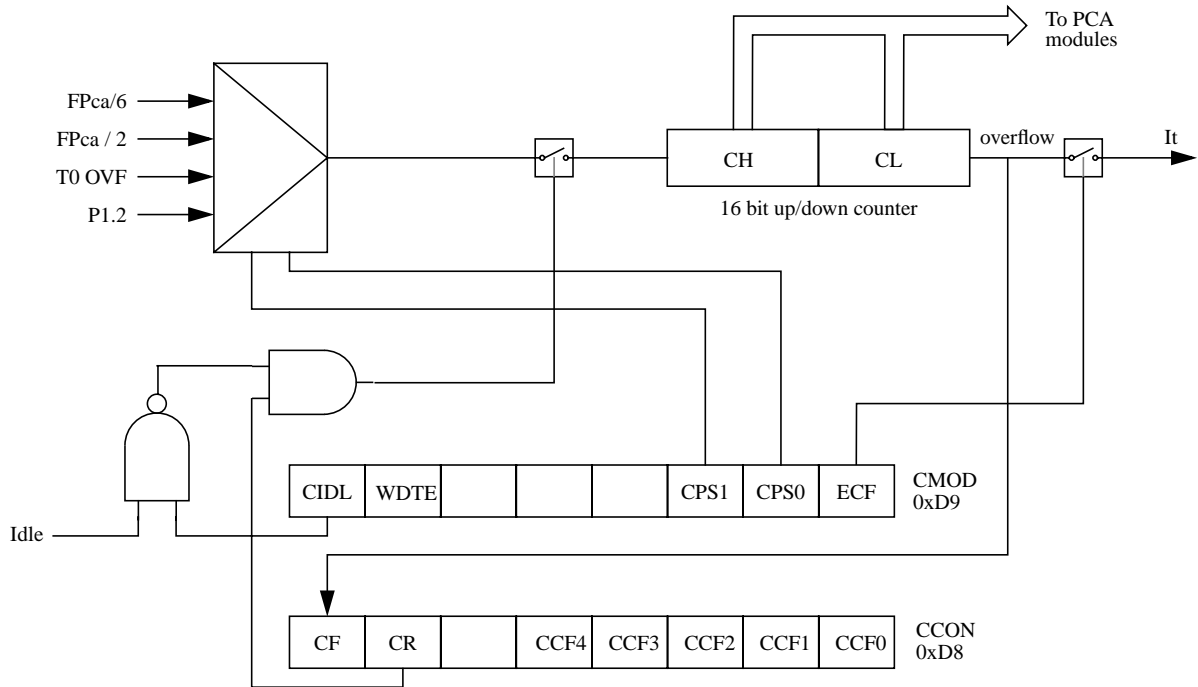 To PCA
modules
FPca/6
FPca / 2
T0 OVF
P1.2
CH
CL
overflow
It
16 bit up/down counter
CIDL
WDTE
CPS1
CPS0
ECF
CMOD
0xD9
Idle
CF
CR
CCF4
CCF3
CCF2
CCF1
CCF0
CCON
0xD8